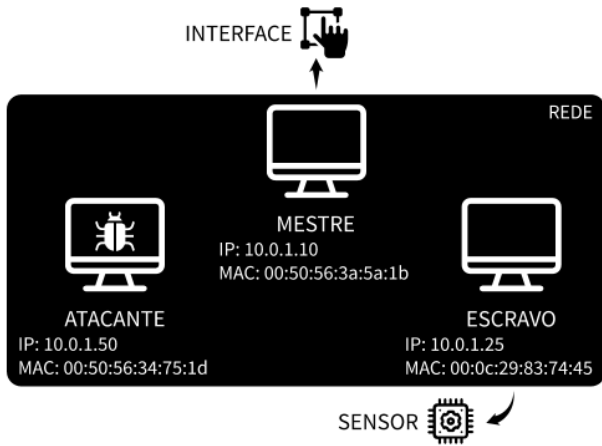 INTERFACE
REDE
MESTRE
IP: 10.0.1.10
MAC: 00:50:56:3a:5a:1b
ATACANTE
IP: 10.0.1.50
MAC: 00:50:56:34:75:1d
ESCRAVO
IP: 10.0.1.25
MAC: 00:0c:29:83:74:45
SENSOR